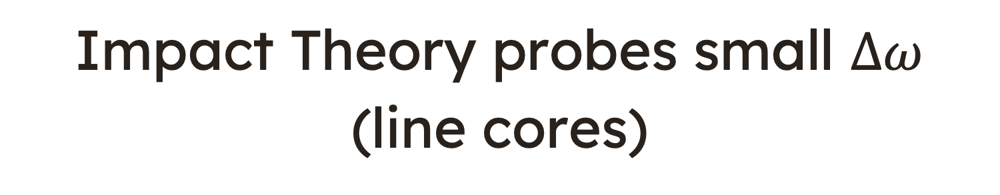 Impact Theory probes small Δω
(line cores)